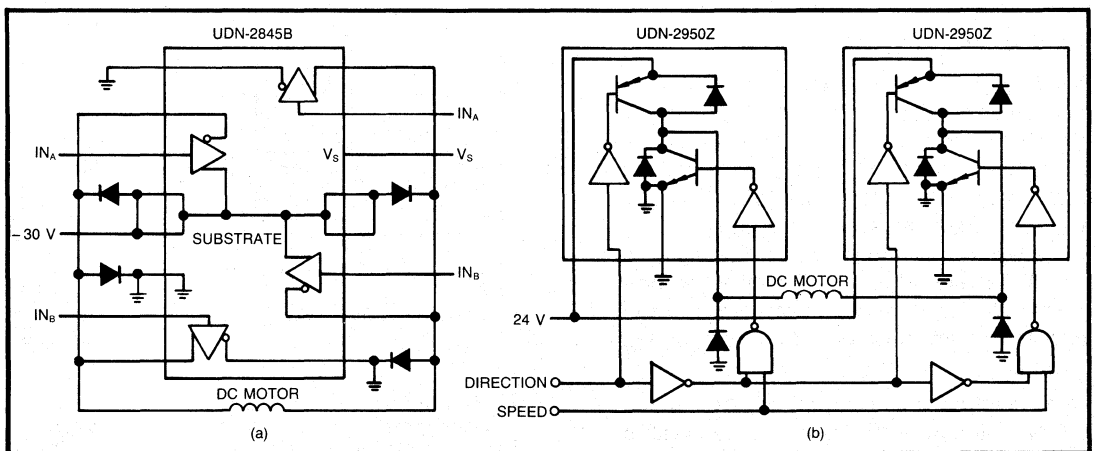 UDN-2845B
IN_A
IN_A
V_S
V_S
–30 V
SUBSTRATE
IN_B
IN_B
DC MOTOR
(a)
UDN-2950Z
UDN-2950Z
DC MOTOR
24 V
DIRECTION
SPEED
(b)